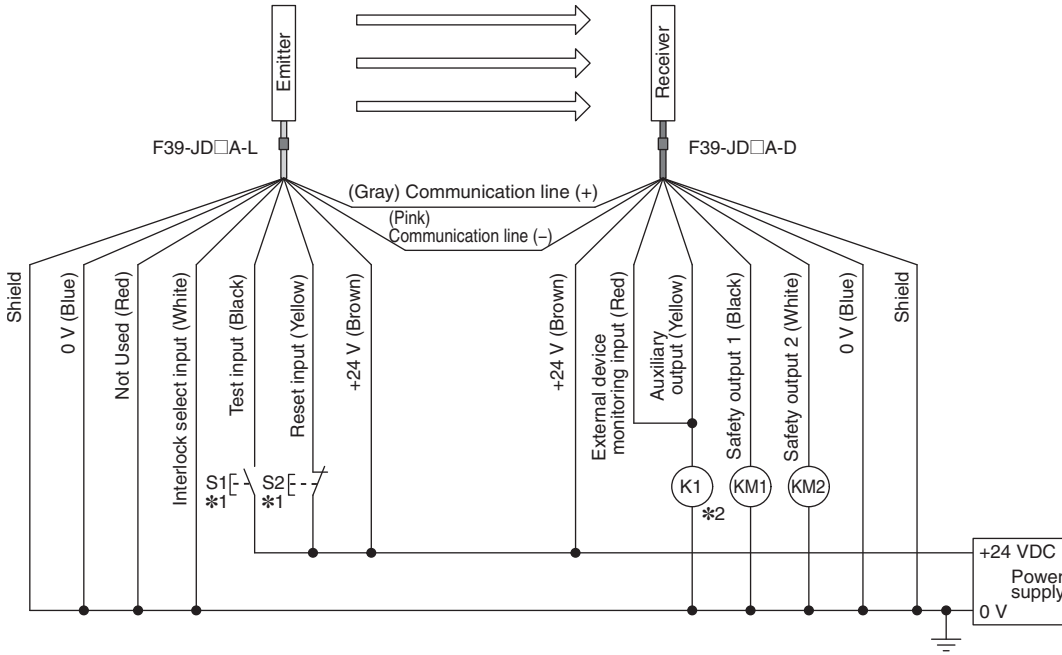 Emitter
Receiver
F39-JD□A-L
F39-JD□A-D
(Gray) Communication line (+)
(Pink)
Communication line (−)
Shield
0 V (Blue)
Not Used (Red)
Interlock select input (White)
Test input (Black)
Reset input (Yellow)
+24 V (Brown)
+24 V (Brown)
External device
monitoring input (Red)
Auxiliary
output (Yellow)
Safety output 1 (Black)
Safety output 2 (White)
0 V (Blue)
Shield
S1
*1
S2
*1
K1
*2
KM1
KM2
+24 VDC
Power
supply
0 V